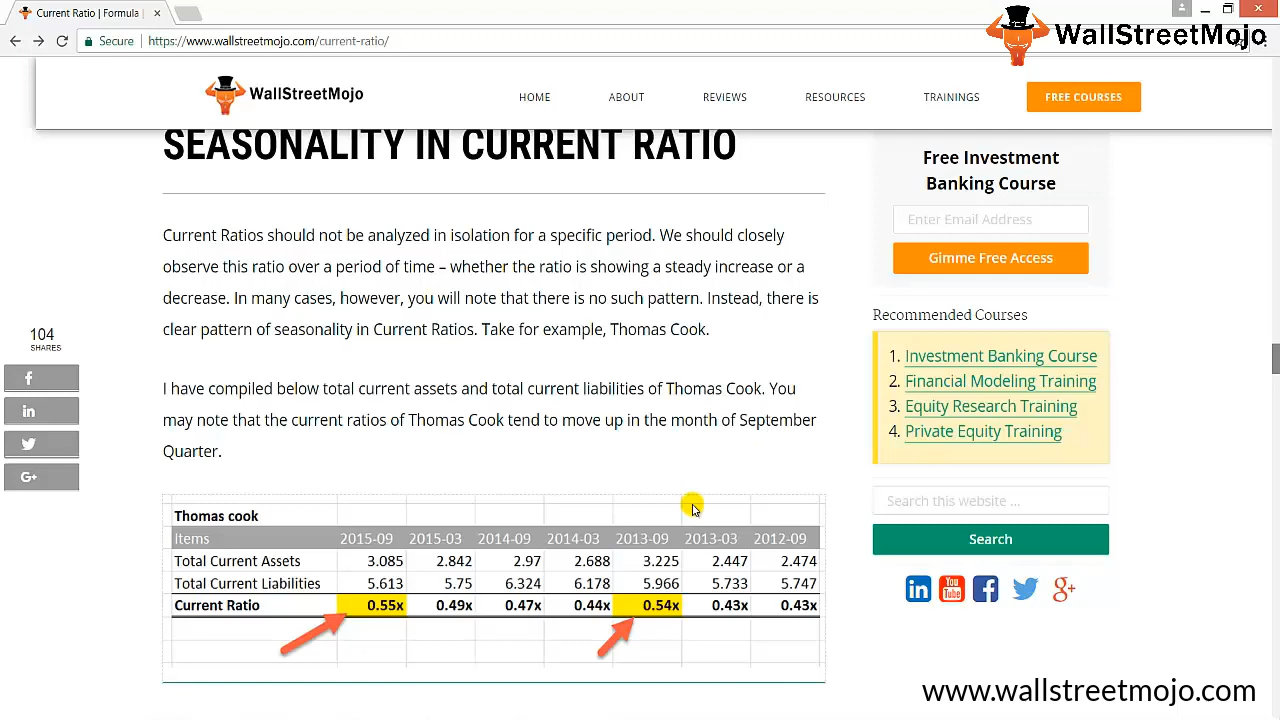 Current Ratio | Formula
WallStreetMojo
Secure
https://www.wallstreetmojo.com/current-ratio/
WallStreetMojo
HOME
ABOUT
REVIEWS
RESOURCES
TRAININGS
FREE COURSES
SEASONALITY IN CURRENT RATIO
Current Ratios should not be analyzed in isolation for a specific period. We should closely
observe this ratio over a period of time – whether the ratio is showing a steady increase or a
decrease. In many cases, however, you will note that there is no such pattern. Instead, there is
clear pattern of seasonality in Current Ratios. Take for example, Thomas Cook.
I have compiled below total current assets and total current liabilities of Thomas Cook. You
may note that the current ratios of Thomas Cook tend to move up in the month of September
Quarter.
104
SHARES
Thomas cook
Items 2015-09 2015-03 2014-09 2014-03 2013-09 2013-03 2012-09
Total Current Assets 3.085 2.842 2.97 2.688 3.225 2.447 2.474
Total Current Liabilities 5.613 5.75 6.324 6.178 5.966 5.733 5.747
Current Ratio 0.55x 0.49x 0.47x 0.44x 0.54x 0.43x 0.43x
Free Investment
Banking Course
Enter Email Address
Gimme Free Access
Recommended Courses
1. Investment Banking Course
2. Financial Modeling Training
3. Equity Research Training
4. Private Equity Training
Search this website ...
Search
www.wallstreetmojo.com